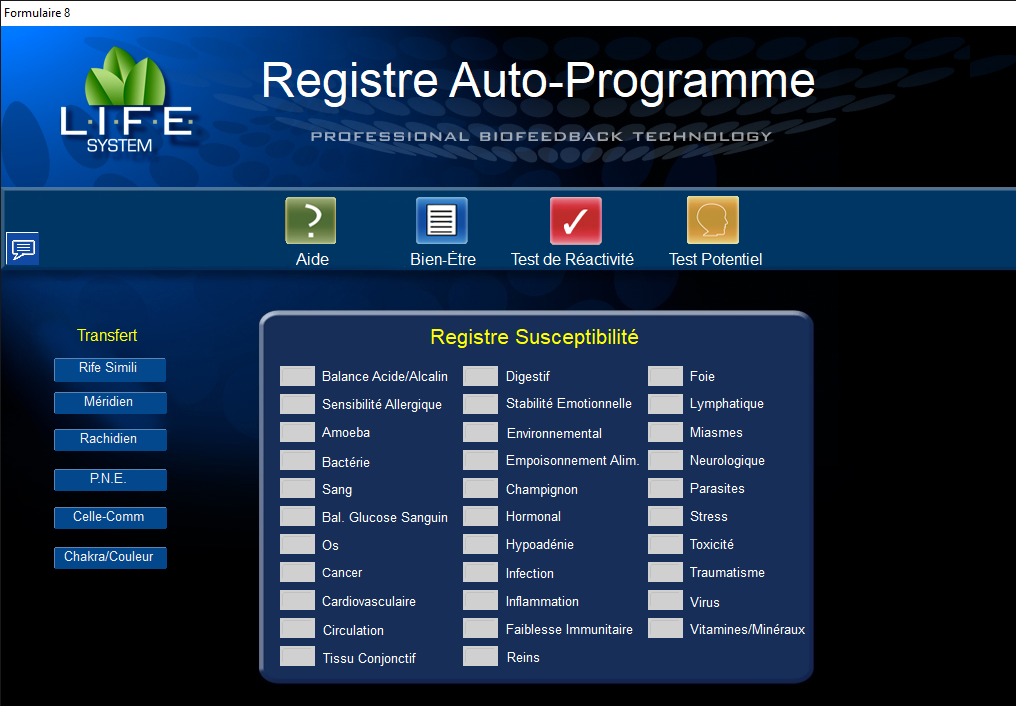 Formulaire 8
L·I·F·E
SYSTEM
Registre Auto-Programme
PROFESSIONAL BIOFEEDBACK TECHNOLOGY
?
Aide
Bien-Être
Test de Réactivité
Test Potentiel
Transfert
Rife Simili
Méridien
Rachidien
P.N.E.
Celle-Comm
Chakra/Couleur
Registre Susceptibilité
Balance Acide/Alcalin
Sensibilité Allergique
Amoeba
Bactérie
Sang
Bal. Glucose Sanguin
Os
Cancer
Cardiovasculaire
Circulation
Tissu Conjonctif
Digestif
Stabilité Emotionnelle
Environnemental
Empoisonnement Alim.
Champignon
Hormonal
Hypoadénie
Infection
Inflammation
Faiblesse Immunitaire
Reins
Foie
Lymphatique
Miasmes
Neurologique
Parasites
Stress
Toxicité
Traumatisme
Virus
Vitamines/Minéraux